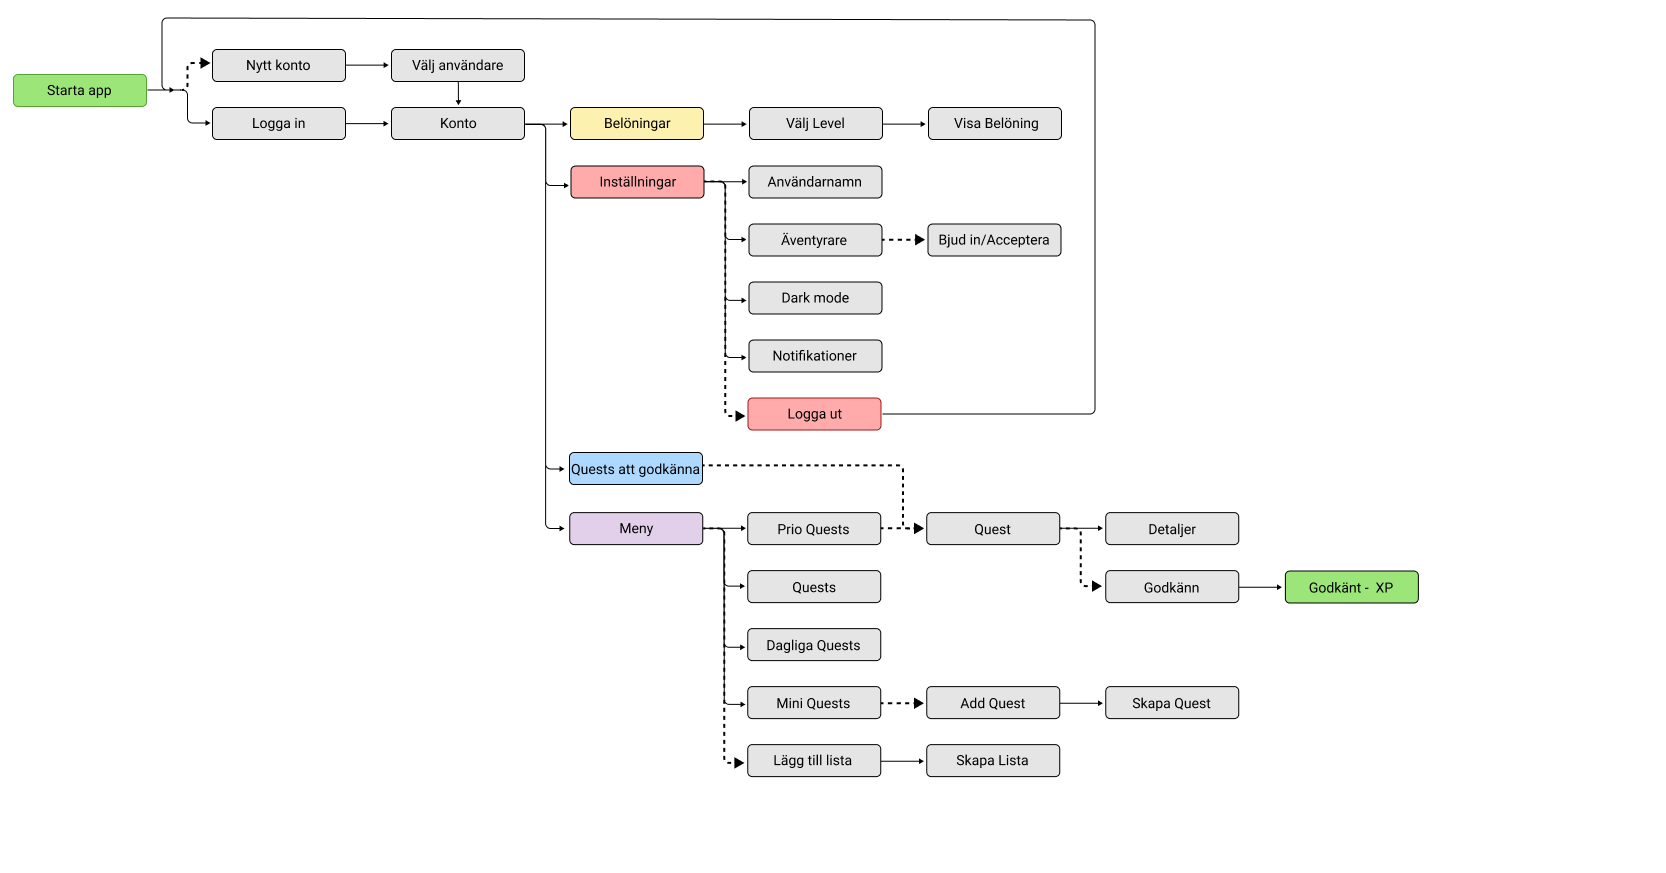 Nytt konto
Välj användare
Starta app
Logga in
Konto
Belöningar
Välj Level
Visa Belöning
Inställningar
Användarnamn
Äventyrare
Bjud in/Acceptera
Dark mode
Notifikationer
Logga ut
Quests att godkänna
Meny
Prio Quests
Quest
Detaljer
Quests
Godkänn
Godkänt - XP
Dagliga Quests
Mini Quests
Add Quest
Skapa Quest
Lägg till lista
Skapa Lista